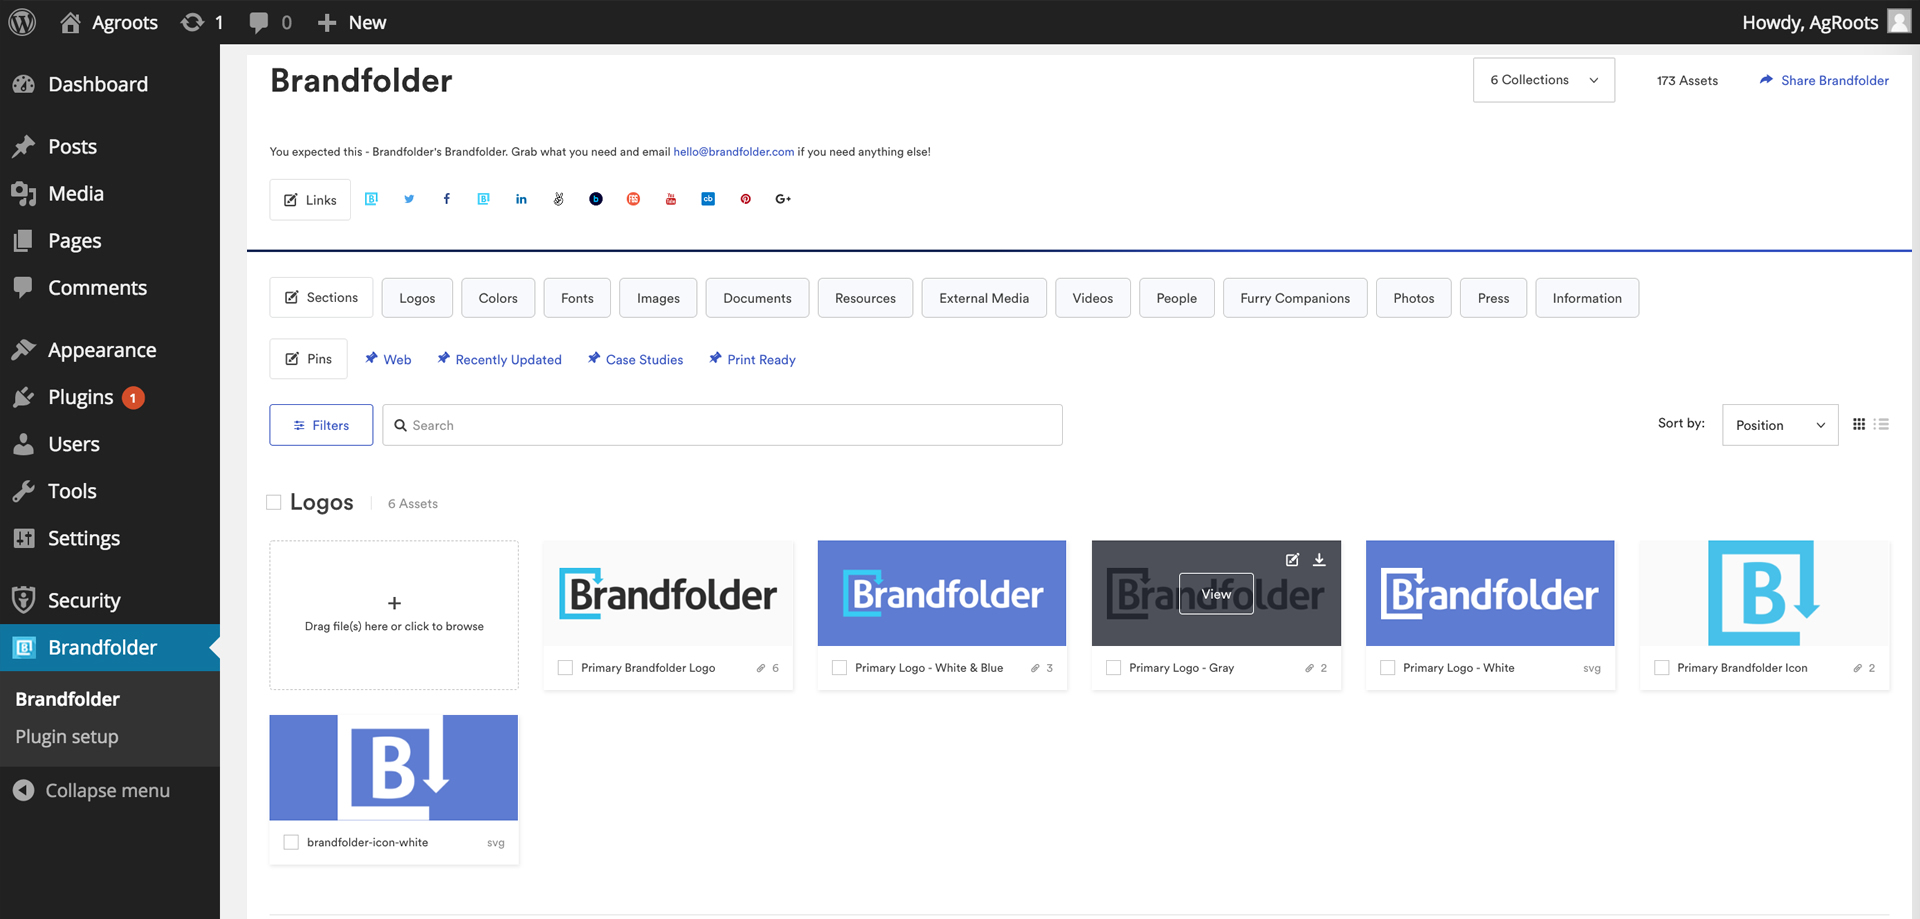 Agroots 1 0 New Howdy, AgRoots
Dashboard
Posts
Media
Pages
Comments
Appearance
Plugins 1
Users
Tools
Settings
Security
Brandfolder
Brandfolder
Plugin setup
Collapse menu
Brandfolder
6 Collections 173 Assets Share Brandfolder
You expected this - Brandfolder's Brandfolder. Grab what you need and email hello@brandfolder.com if you need anything else!
Links B f B in b cb G+
Sections Logos Colors Fonts Images Documents Resources External Media Videos People Furry Companions Photos Press Information
Pins Web Recently Updated Case Studies Print Ready
Filters Search Sort by: Position
Logos 6 Assets
+
Drag file(s) here or click to browse
Brandfolder
Primary Brandfolder Logo 6
Brandfolder
Primary Logo - White & Blue 3
Brandfolder
View
Primary Logo - Gray 2
Brandfolder
Primary Logo - White svg
B
Primary Brandfolder Icon 2
B
brandfolder-icon-white svg